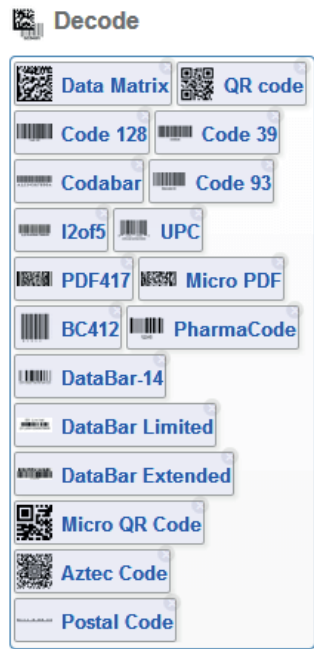 Decode
Data Matrix QR code
Code 128 Code 39
Codabar Code 93
I2of5 UPC
PDF417 Micro PDF
BC412 PharmaCode
DataBar-14
DataBar Limited
DataBar Extended
Micro QR Code
Aztec Code
Postal Code